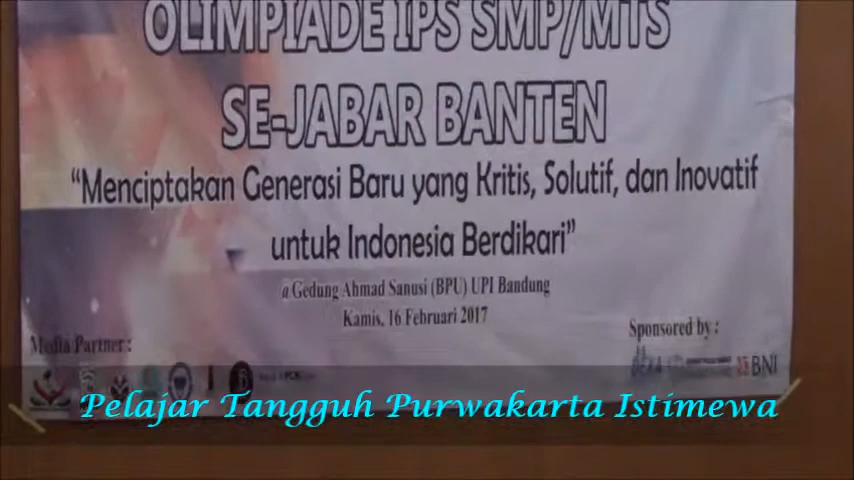 OLIMPIADE IPS SMP/MTS
SE-JABAR BANTEN
“Menciptakan Generasi Baru yang Kritis, Solutif, dan Inovatif
untuk Indonesia Berdikari”
@ Gedung Ahmad Sanusi (BPU) UPI Bandung
Kamis, 16 Februari 2017
Media Partner :
Sponsored by :
BNI
Pelajar Tangguh Purwakarta Istimewa